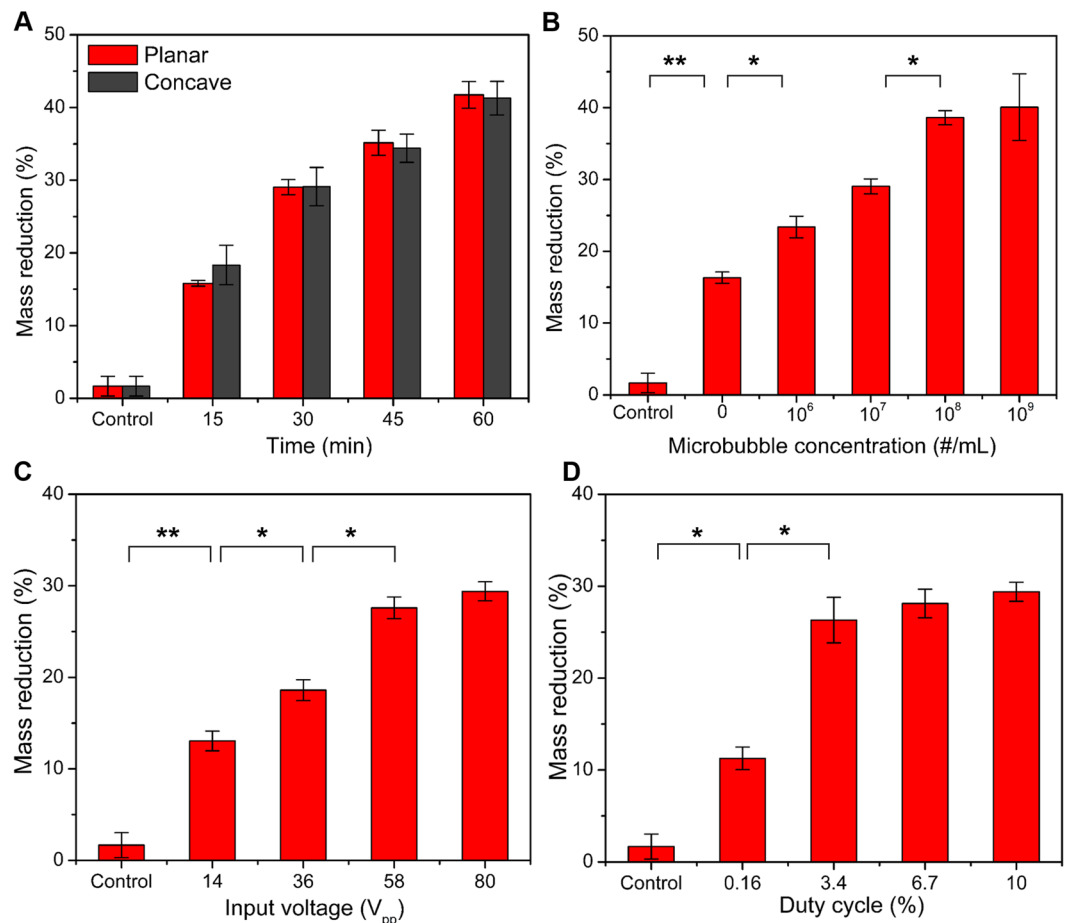 A
Mass reduction (%)
50
40
30
20
10
0
Planar
Concave
Control 15 30 45 60
Time (min)
B
Mass reduction (%)
50
40
30
20
10
0
** * *
Control 0 10⁶ 10⁷ 10⁸ 10⁹
Microbubble concentration (#/mL)
C
Mass reduction (%)
40
30
20
10
0
** * *
Control 14 36 58 80
Input voltage (Vpp)
D
Mass reduction (%)
40
30
20
10
0
* *
Control 0.16 3.4 6.7 10
Duty cycle (%)